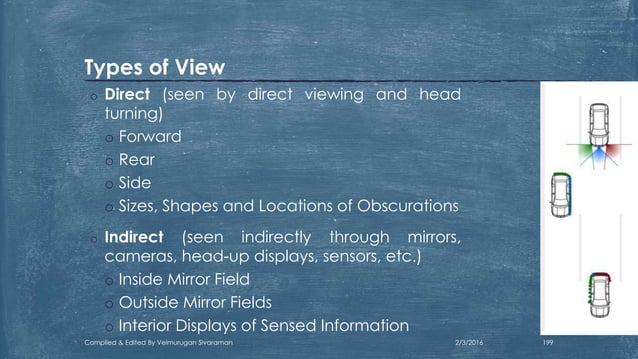 Types of View
o Direct (seen by direct viewing and head
turning)
o Forward
o Rear
o Side
o Sizes, Shapes and Locations of Obscurations
o Indirect (seen indirectly through mirrors,
cameras, head-up displays, sensors, etc.)
o Inside Mirror Field
o Outside Mirror Fields
o Interior Displays of Sensed Information
Compiled & Edited By Velmurugan Sivaraman 2/3/2016 199